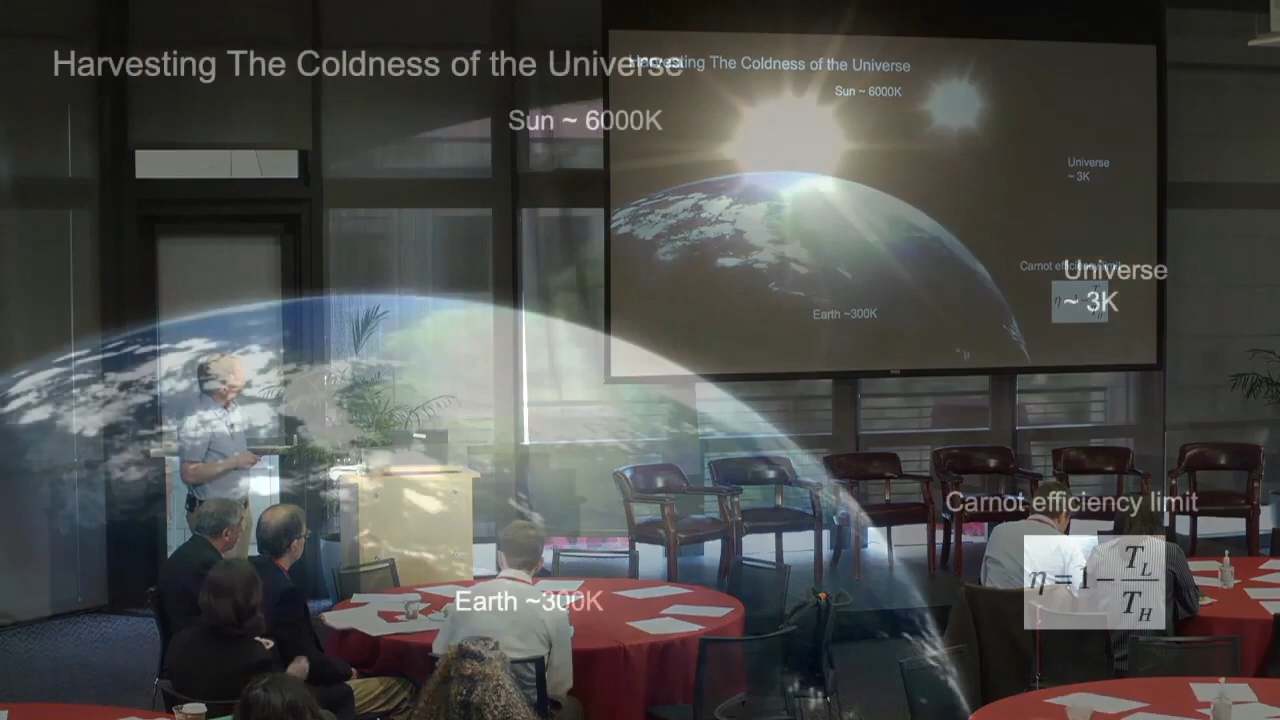 Harvesting The Coldness of the Universe
Sun ~ 6000K
Universe
~ 3K
Earth ~300K
Carnot efficiency limit
η = 1 − T_L / T_H
Harvesting The Coldness of the Universe
Sun ~ 6000K
Universe
~ 3K
Carnot efficiency limit
Earth ~300K